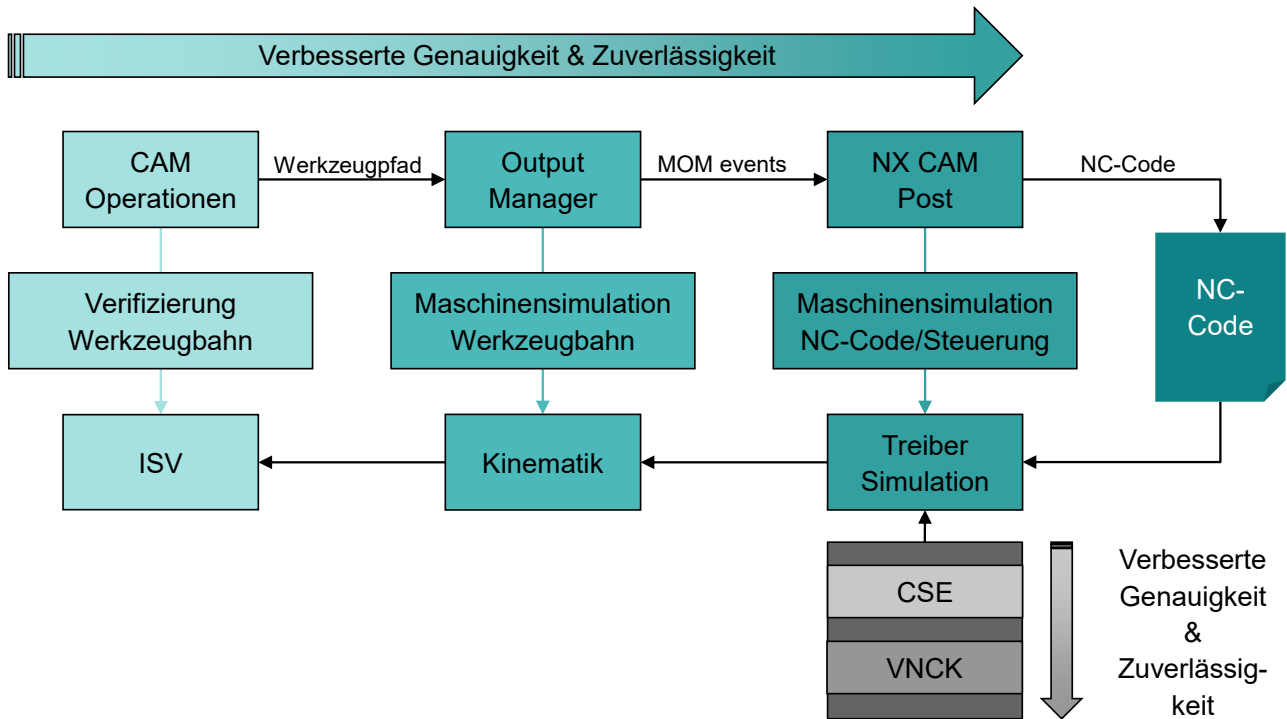 Verbesserte Genauigkeit & Zuverlässigkeit
CAM
Operationen
Werkzeugpfad
Output
Manager
MOM events
NX CAM
Post
NC-Code
Verifizierung
Werkzeugbahn
Maschinensimulation
Werkzeugbahn
Maschinensimulation
NC-Code/Steuerung
NC-
Code
ISV
Kinematik
Treiber
Simulation
CSE
VNCK
Verbesserte
Genauigkeit
&
Zuverlässig-
keit